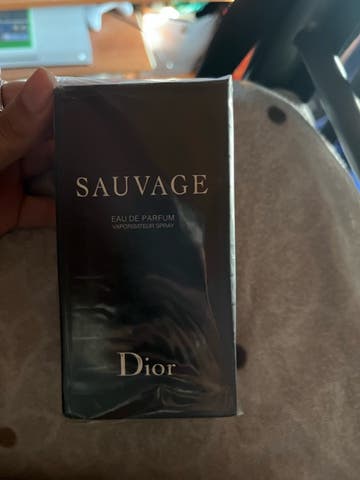 SAUVAGE
EAU DE PARFUM
VAPORISATEUR SPRAY
Dior